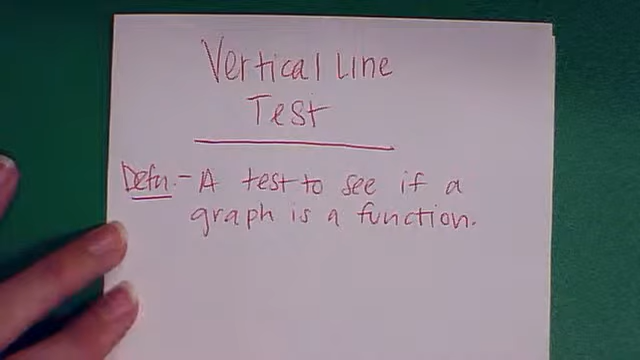 Vertical Line
Test
Defn. - A test to see if a
graph is a function.